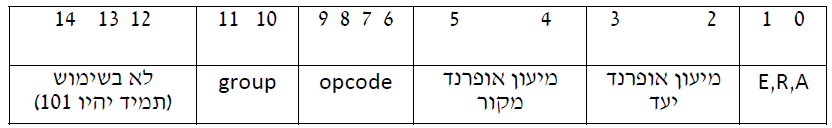 14 13 12 11 10 9 8 7 6 5 4 3 2 1 0
לא בשימוש group opcode מיעון אופרנד מיעון אופרנד E,R,A
(תמיד יהיו 101) מקור יעד